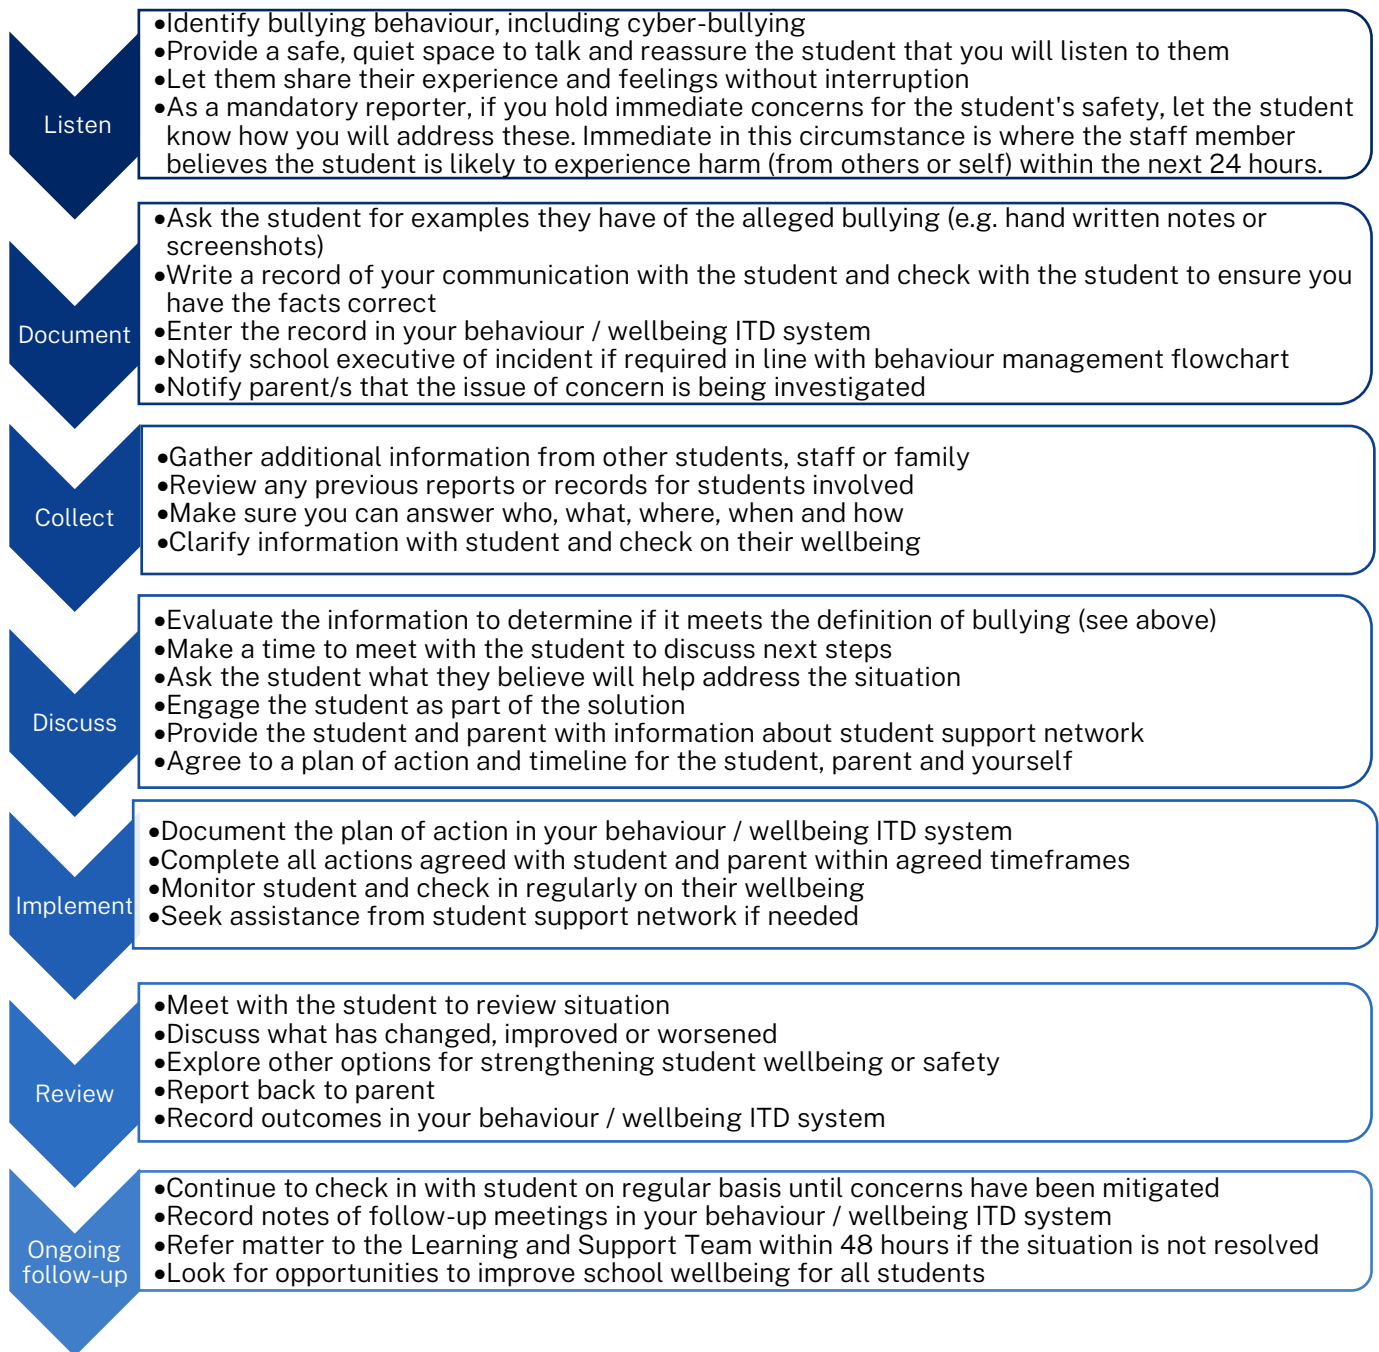 Listen
•Identify bullying behaviour, including cyber-bullying
•Provide a safe, quiet space to talk and reassure the student that you will listen to them
•Let them share their experience and feelings without interruption
•As a mandatory reporter, if you hold immediate concerns for the student's safety, let the student
know how you will address these. Immediate in this circumstance is where the staff member
believes the student is likely to experience harm (from others or self) within the next 24 hours.
Document
•Ask the student for examples they have of the alleged bullying (e.g. hand written notes or
screenshots)
•Write a record of your communication with the student and check with the student to ensure you
have the facts correct
•Enter the record in your behaviour / wellbeing ITD system
•Notify school executive of incident if required in line with behaviour management flowchart
•Notify parent/s that the issue of concern is being investigated
Collect
•Gather additional information from other students, staff or family
•Review any previous reports or records for students involved
•Make sure you can answer who, what, where, when and how
•Clarify information with student and check on their wellbeing
Discuss
•Evaluate the information to determine if it meets the definition of bullying (see above)
•Make a time to meet with the student to discuss next steps
•Ask the student what they believe will help address the situation
•Engage the student as part of the solution
•Provide the student and parent with information about student support network
•Agree to a plan of action and timeline for the student, parent and yourself
Implement
•Document the plan of action in your behaviour / wellbeing ITD system
•Complete all actions agreed with student and parent within agreed timeframes
•Monitor student and check in regularly on their wellbeing
•Seek assistance from student support network if needed
Review
•Meet with the student to review situation
•Discuss what has changed, improved or worsened
•Explore other options for strengthening student wellbeing or safety
•Report back to parent
•Record outcomes in your behaviour / wellbeing ITD system
Ongoing
follow-up
•Continue to check in with student on regular basis until concerns have been mitigated
•Record notes of follow-up meetings in your behaviour / wellbeing ITD system
•Refer matter to the Learning and Support Team within 48 hours if the situation is not resolved
•Look for opportunities to improve school wellbeing for all students